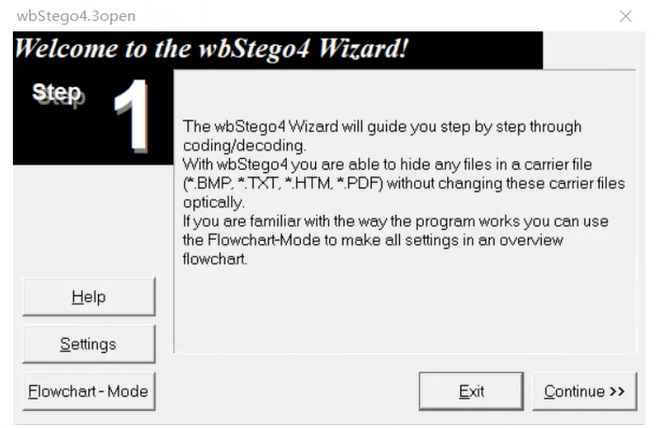 wbStego4.3open
Welcome to the wbStego4 Wizard!
Step 1
The wbStego4 Wizard will guide you step by step through
coding/decoding.
With wbStego4 you are able to hide any files in a carrier file
(*.BMP, *.TXT, *.HTM, *.PDF) without changing these carrier files
optically.
If you are familiar with the way the program works you can use
the Flowchart-Mode to make all settings in an overview
flowchart.
Help
Settings
Flowchart - Mode
Exit
Continue >>